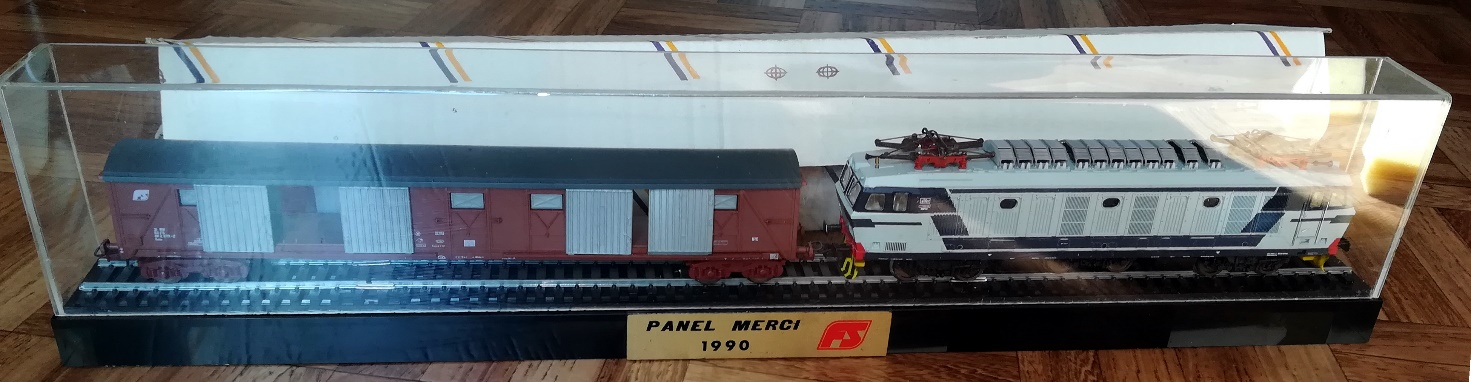 PANEL MERCI
1990
FS